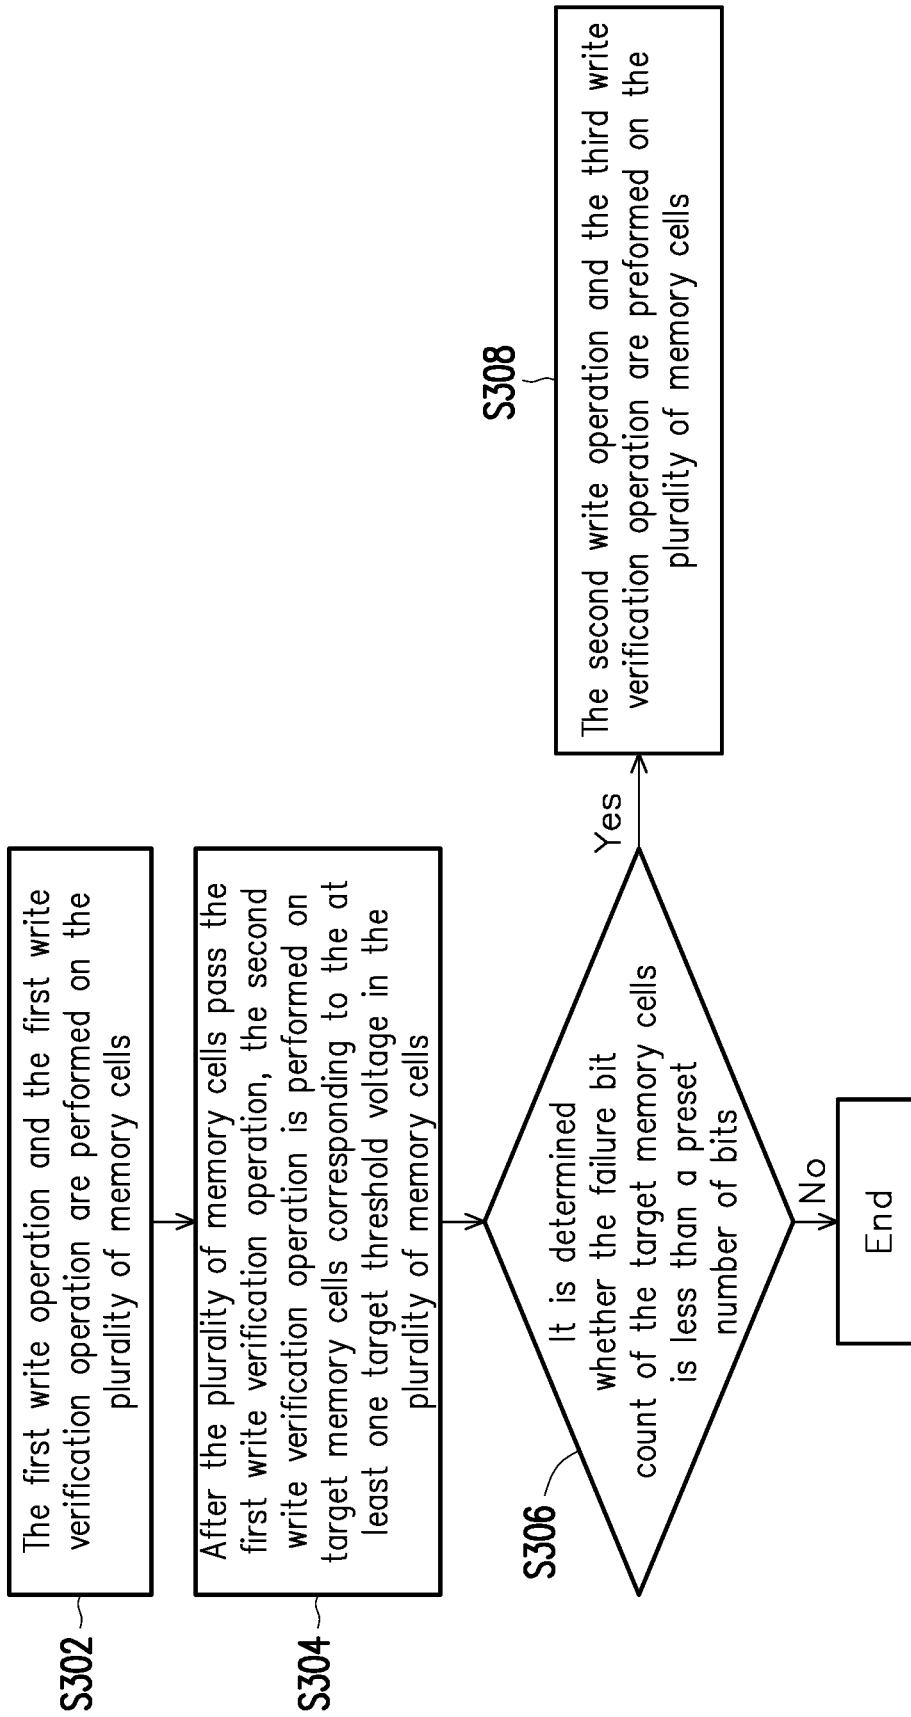 S302
The first write operation and the first write
verification operation are performed on the
plurality of memory cells
S304
After the plurality of memory cells pass the
first write verification operation, the second
write verification operation is performed on
target memory cells corresponding to the at
least one target threshold voltage in the
plurality of memory cells
S306
It is determined
whether the failure bit
count of the target memory cells
is less than a preset
number of bits
Yes
No
S308
The second write operation and the third write
verification operation are preformed on the
plurality of memory cells
End